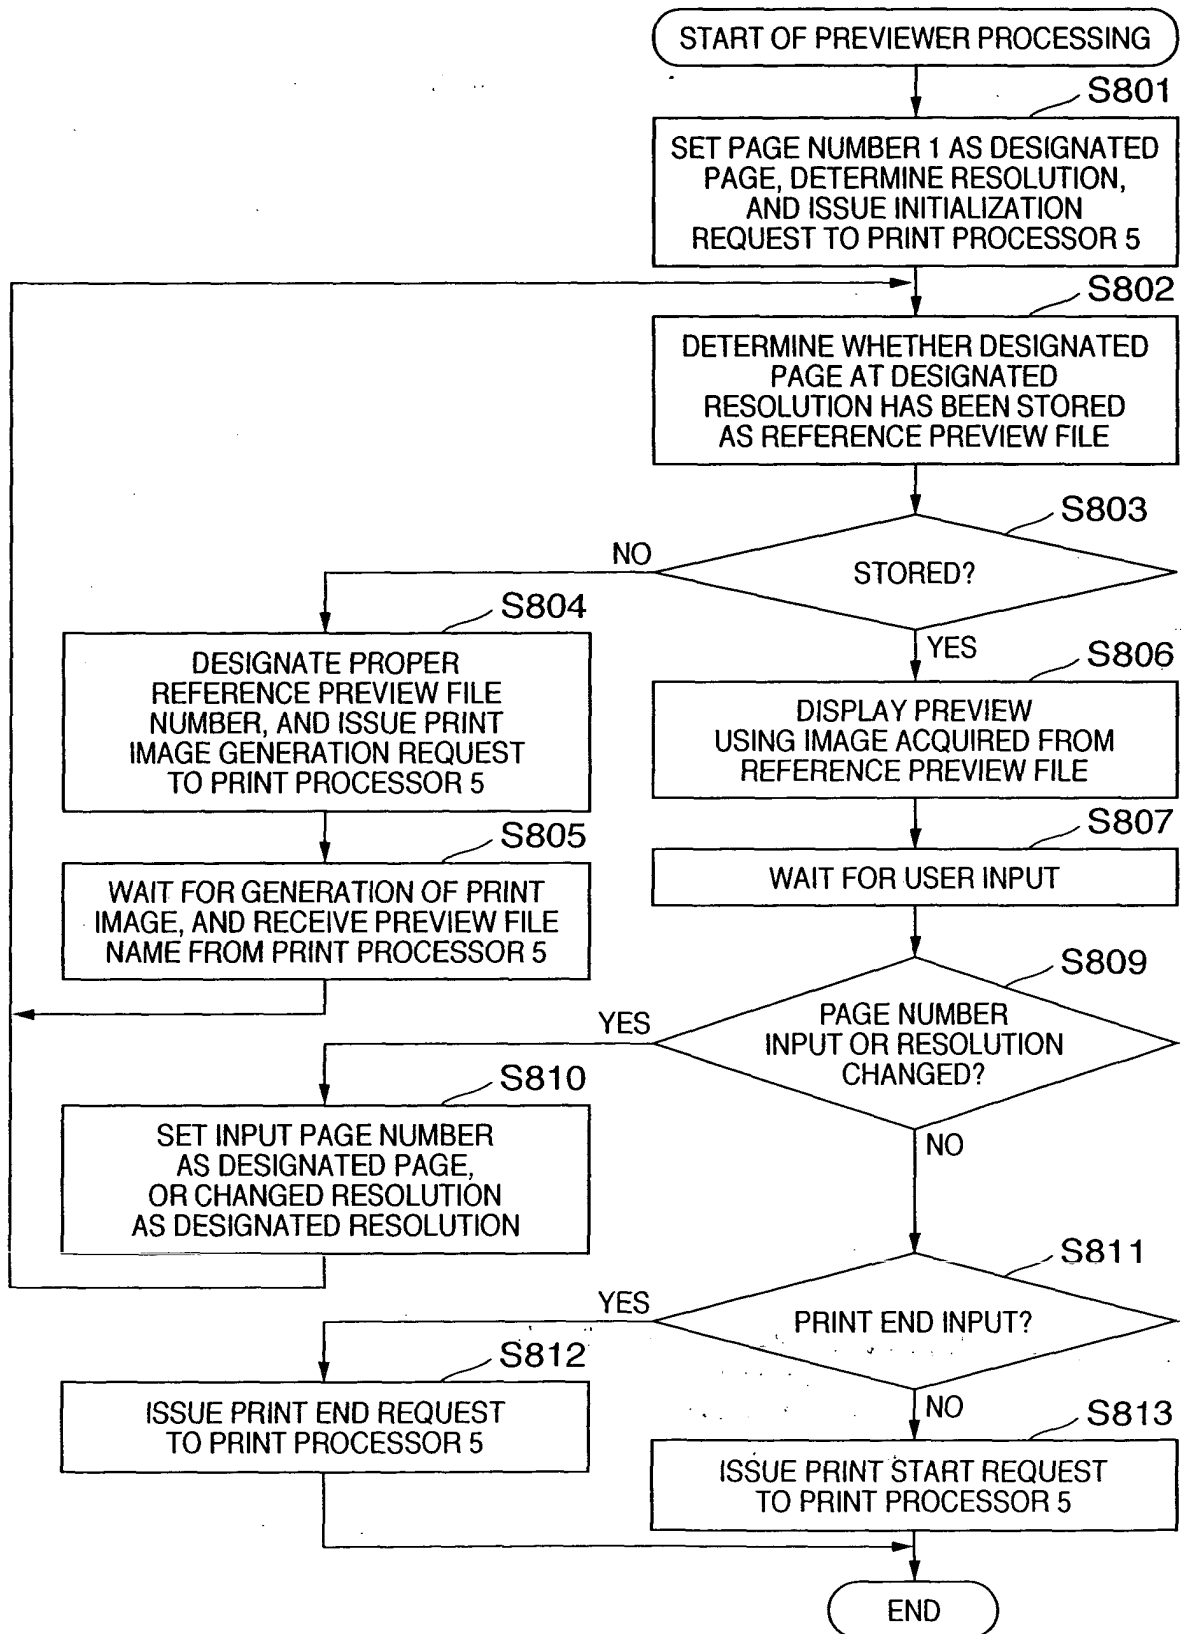 START OF PREVIEWER PROCESSING
S801
SET PAGE NUMBER 1 AS DESIGNATED
PAGE, DETERMINE RESOLUTION,
AND ISSUE INITIALIZATION
REQUEST TO PRINT PROCESSOR 5
S802
DETERMINE WHETHER DESIGNATED
PAGE AT DESIGNATED
RESOLUTION HAS BEEN STORED
AS REFERENCE PREVIEW FILE
S803
STORED?
NO
YES
S804
DESIGNATE PROPER
REFERENCE PREVIEW FILE
NUMBER, AND ISSUE PRINT
IMAGE GENERATION REQUEST
TO PRINT PROCESSOR 5
S805
WAIT FOR GENERATION OF PRINT
IMAGE, AND RECEIVE PREVIEW FILE
NAME FROM PRINT PROCESSOR 5
S806
DISPLAY PREVIEW
USING IMAGE ACQUIRED FROM
REFERENCE PREVIEW FILE
S807
WAIT FOR USER INPUT
S809
PAGE NUMBER
INPUT OR RESOLUTION
CHANGED?
YES
NO
S810
SET INPUT PAGE NUMBER
AS DESIGNATED PAGE,
OR CHANGED RESOLUTION
AS DESIGNATED RESOLUTION
S811
PRINT END INPUT?
YES
NO
S812
ISSUE PRINT END REQUEST
TO PRINT PROCESSOR 5
S813
ISSUE PRINT START REQUEST
TO PRINT PROCESSOR 5
END